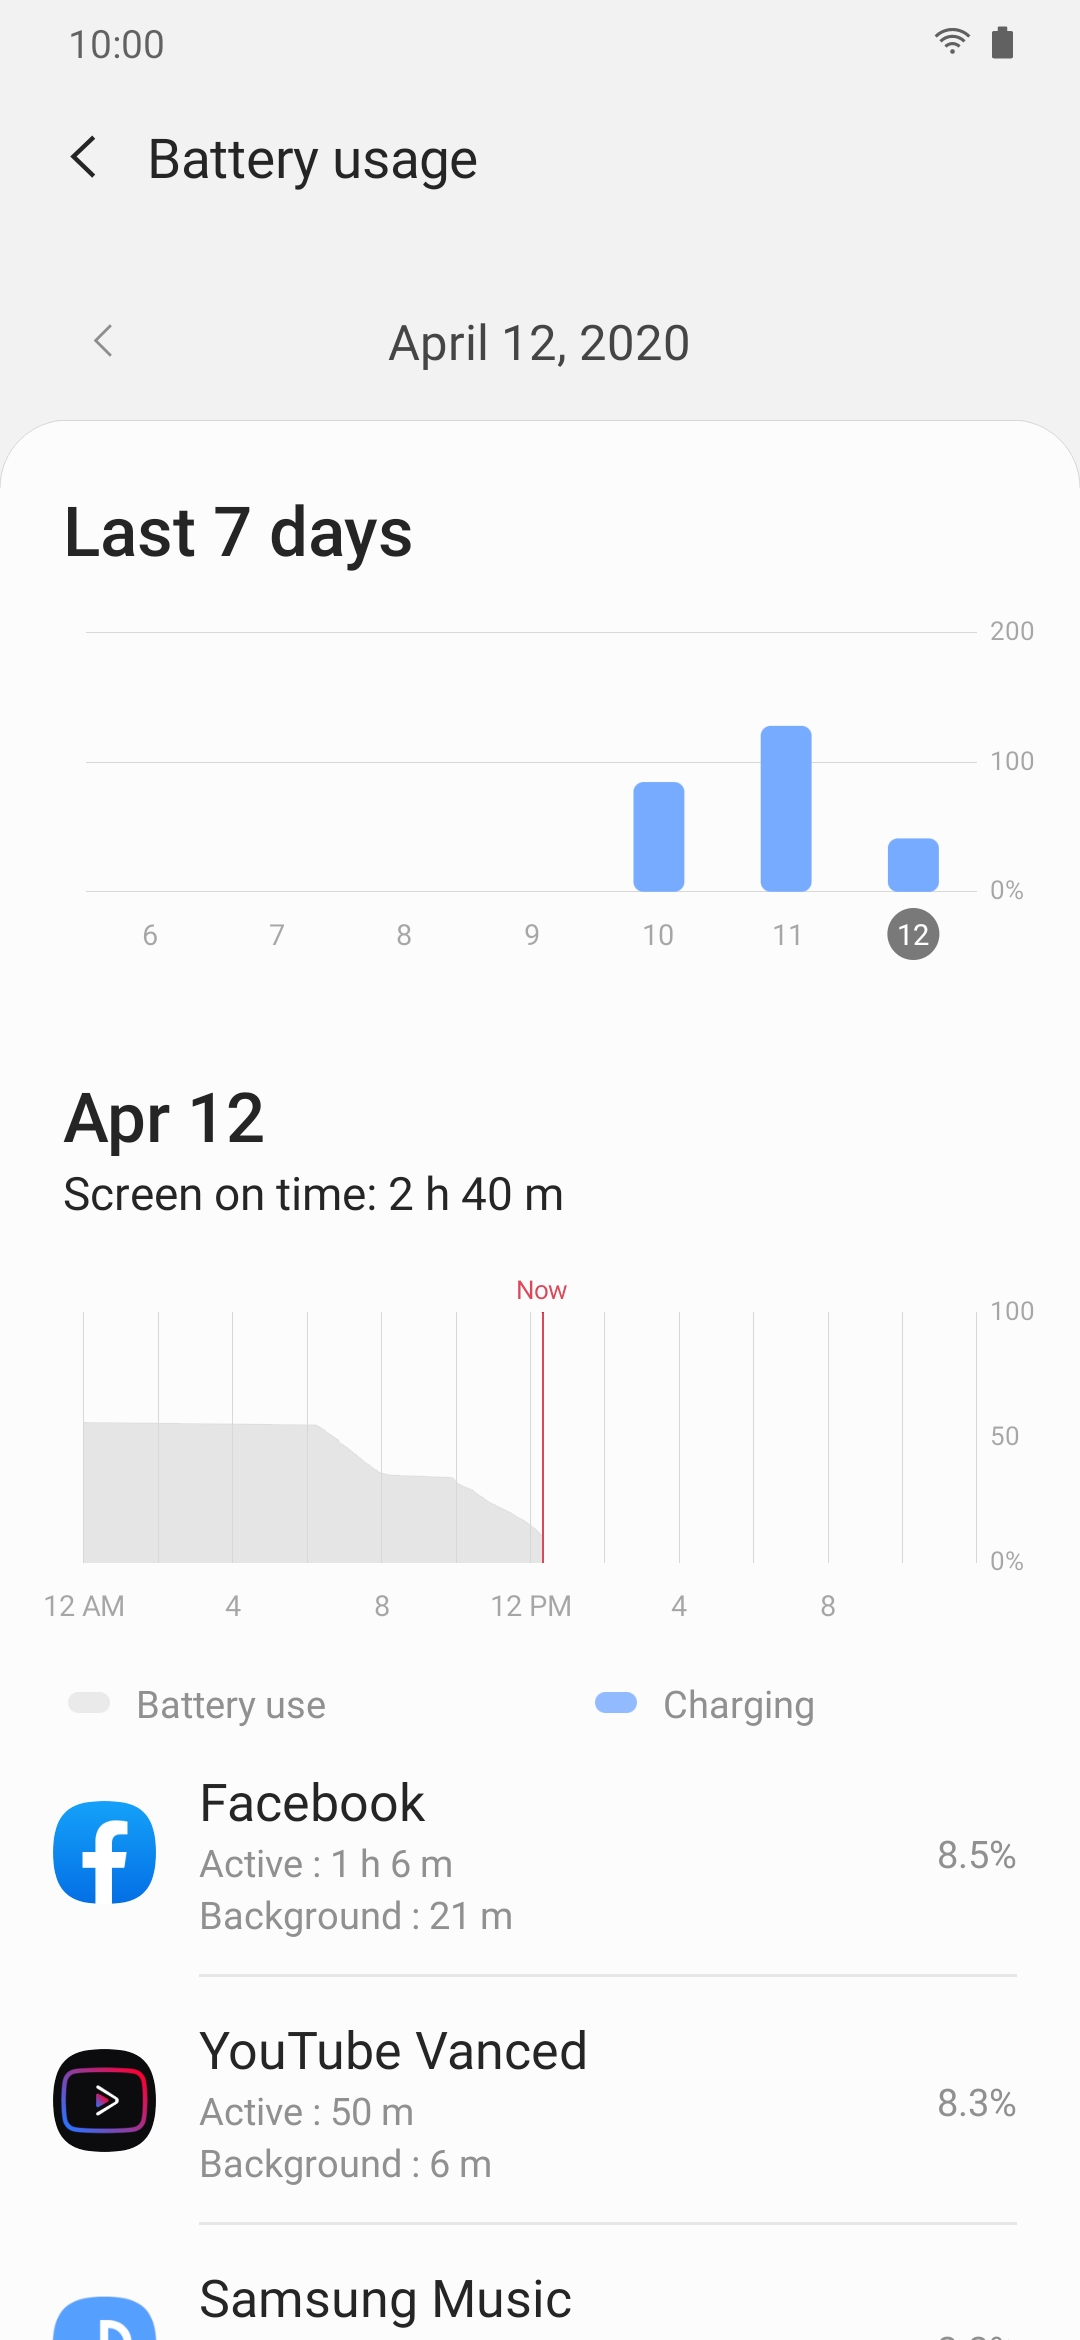 10:00
Battery usage
April 12, 2020
Last 7 days
200
100
0%
6 7 8 9 10 11 12
Apr 12
Screen on time: 2 h 40 m
Now
100
50
0%
12 AM 4 8 12 PM 4 8
Battery use Charging
Facebook
Active : 1 h 6 m
8.5%
Background : 21 m
YouTube Vanced
Active : 50 m
8.3%
Background : 6 m
Samsung Music